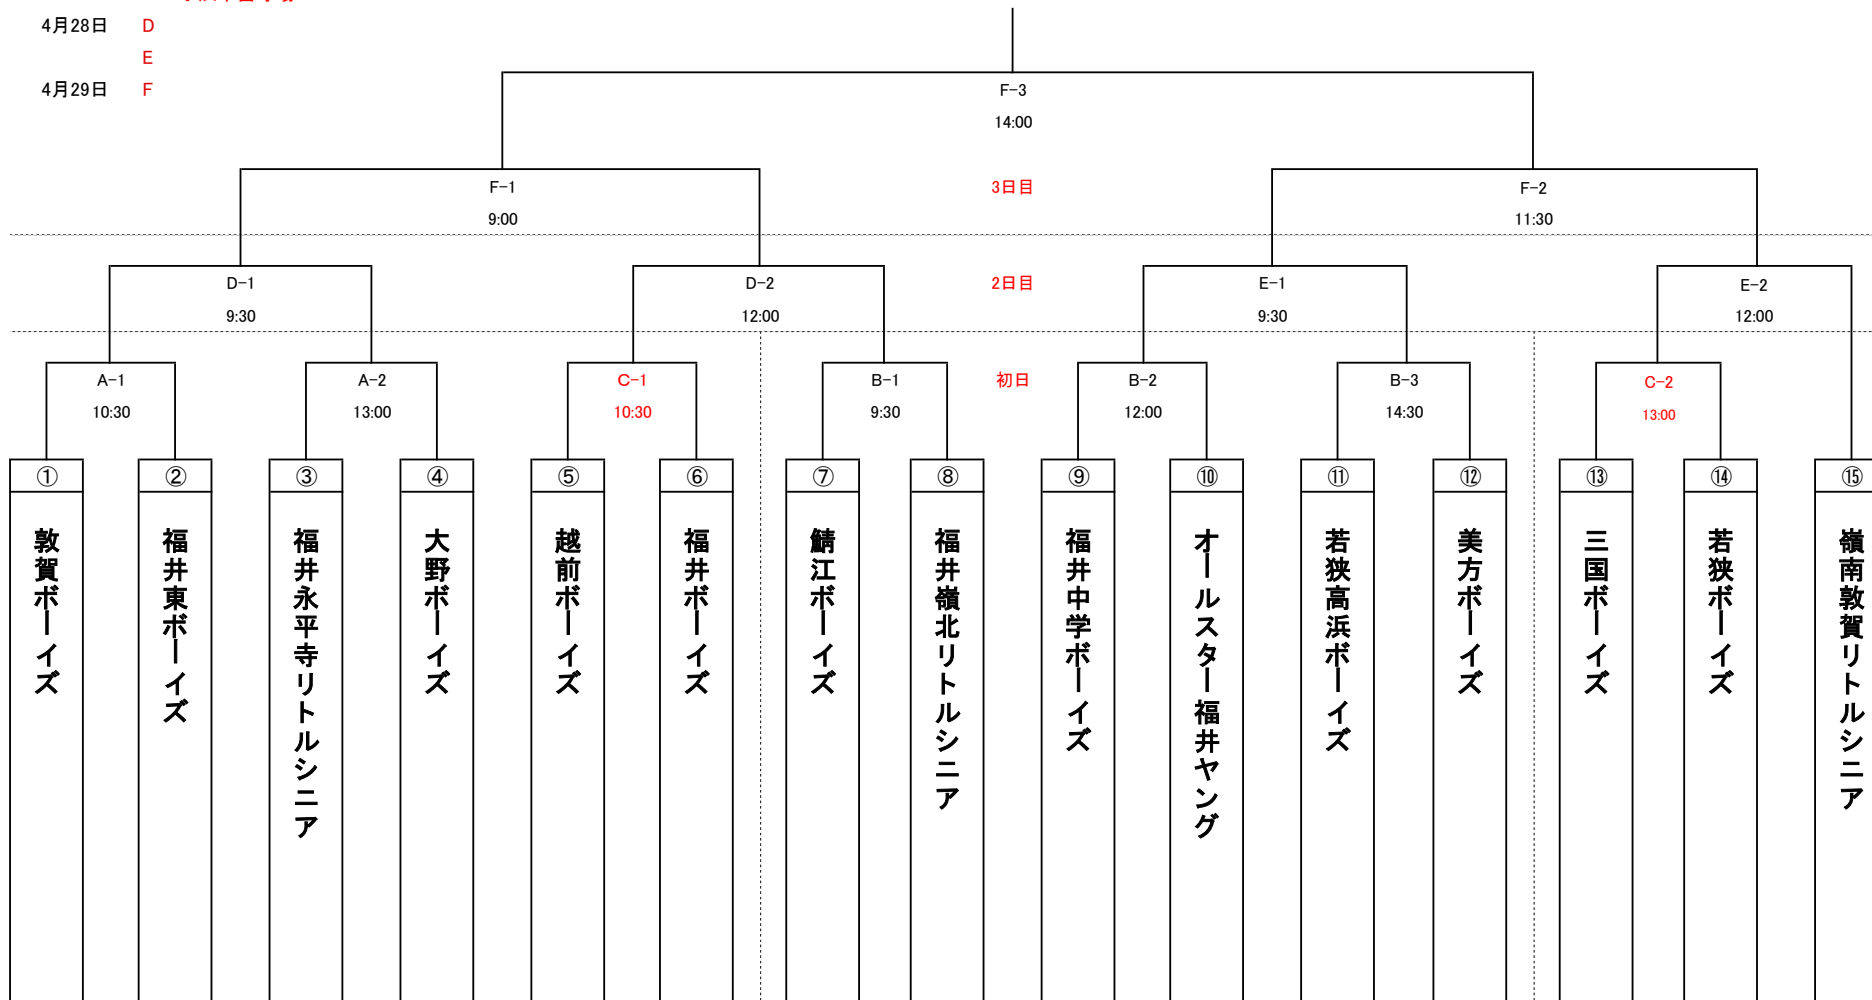 4月28日 D
E
4月29日 F
F-3
14:00
F-1 3日目 F-2
9:00 11:30
D-1 D-2 2日目 E-1 E-2
9:30 12:00 9:30 12:00
A-1 A-2 C-1 B-1 初日 B-2 B-3 C-2
10:30 13:00 10:30 9:30 12:00 14:30 13:00
① ② ③ ④ ⑤ ⑥ ⑦ ⑧ ⑨ ⑩ ⑪ ⑫ ⑬ ⑭ ⑮
敦賀ボーイズ
福井東ボーイズ
福井永平寺リトルシニア
大野ボーイズ
越前ボーイズ
福井ボーイズ
鯖江ボーイズ
福井嶺北リトルシニア
福井中学ボーイズ
オールスター福井ヤング
若狭高浜ボーイズ
美方ボーイズ
三国ボーイズ
若狭ボーイズ
嶺南敦賀リトルシニア